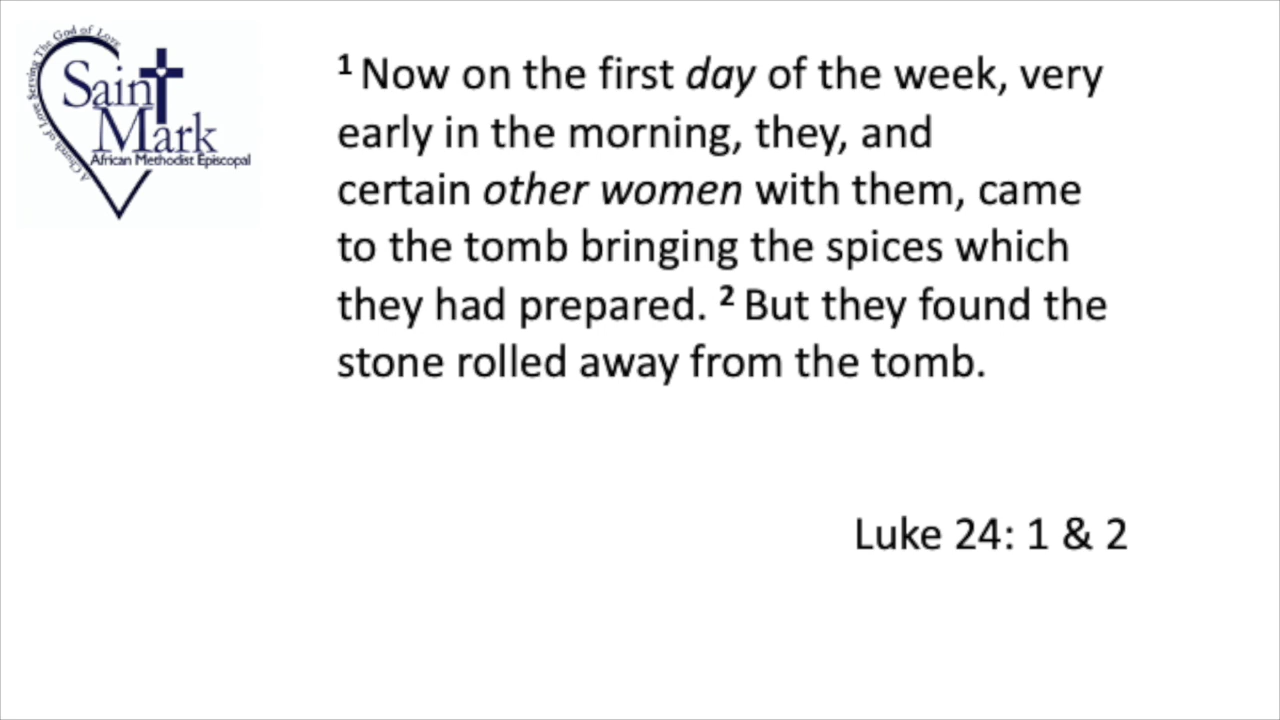 A Church of Love Serving The God of Love
Saint
Mark
African Methodist Episcopal
1 Now on the first day of the week, very
early in the morning, they, and
certain other women with them, came
to the tomb bringing the spices which
they had prepared. 2 But they found the
stone rolled away from the tomb.
Luke 24: 1 & 2